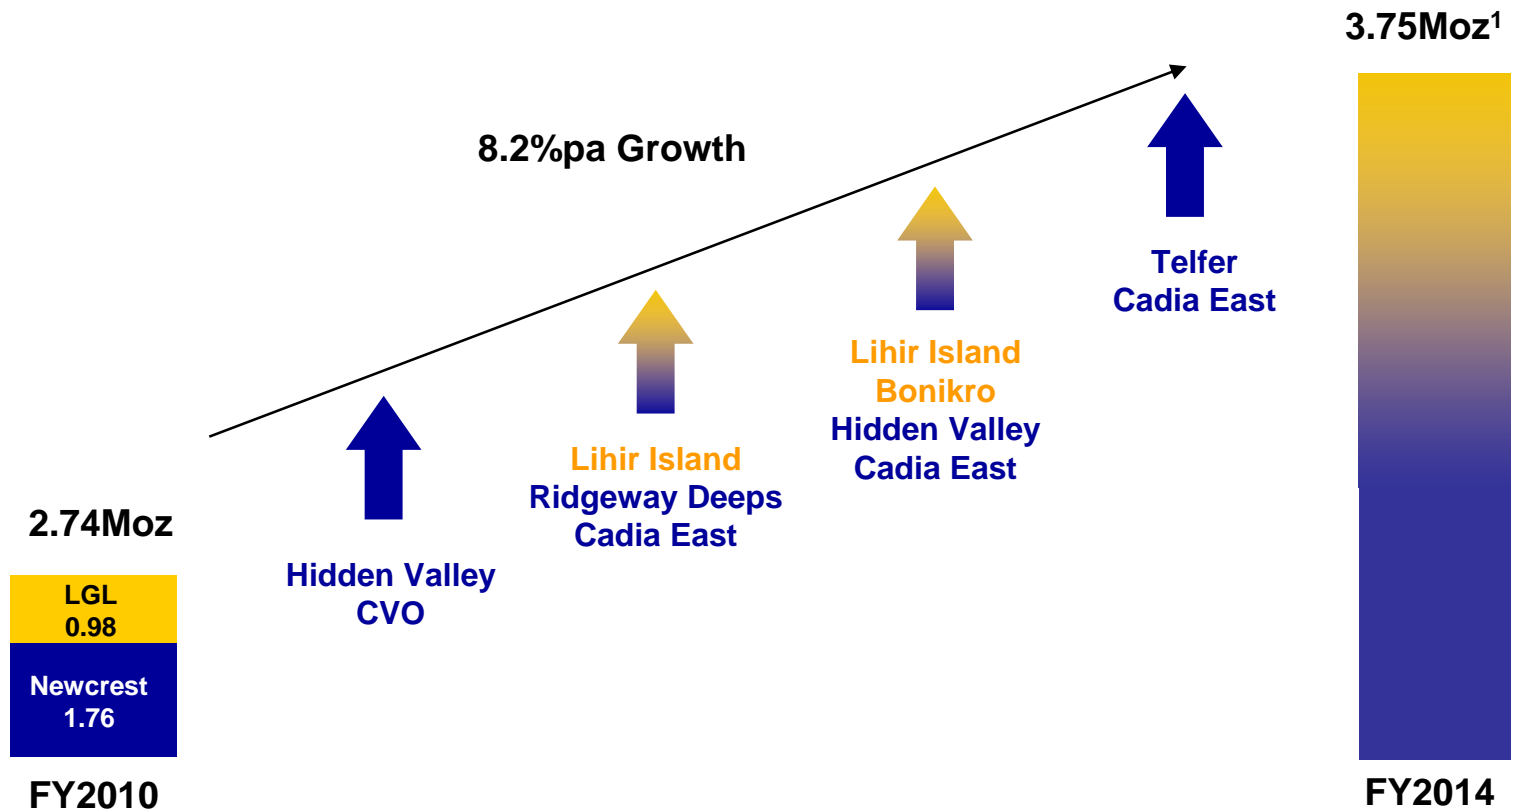 3.75Moz¹
8.2%pa Growth
Telfer
Cadia East
Lihir Island
Bonikro
Hidden Valley
Cadia East
Lihir Island
Ridgeway Deeps
Cadia East
Hidden Valley
CVO
2.74Moz
LGL
0.98
Newcrest
1.76
FY2010
FY2014